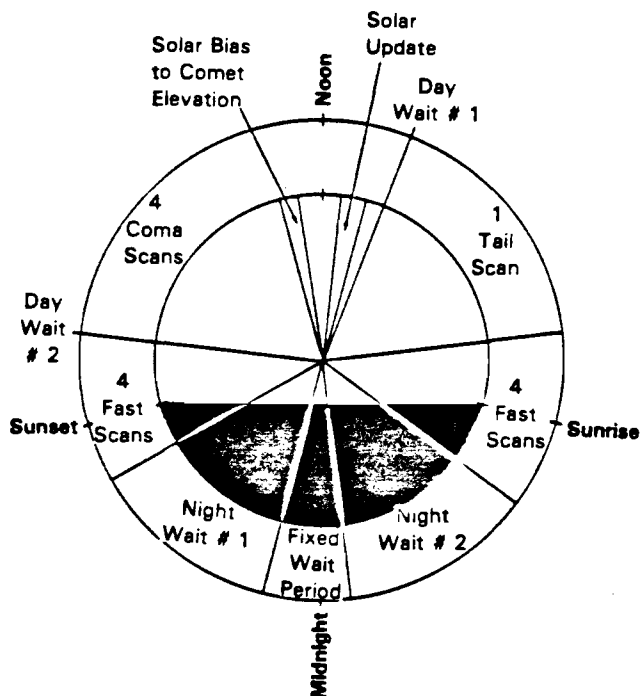 Solar Bias
to Comet
Elevation
Noon
Solar
Update
Day
Wait # 1
4
Coma
Scans
1
Tail
Scan
Day
Wait
# 2
4
Fast
Scans
Sunset
4
Fast
Scans
Sunrise
Night
Wait # 1
Fixed
Wait
Period
Night
Wait # 2
Midnight